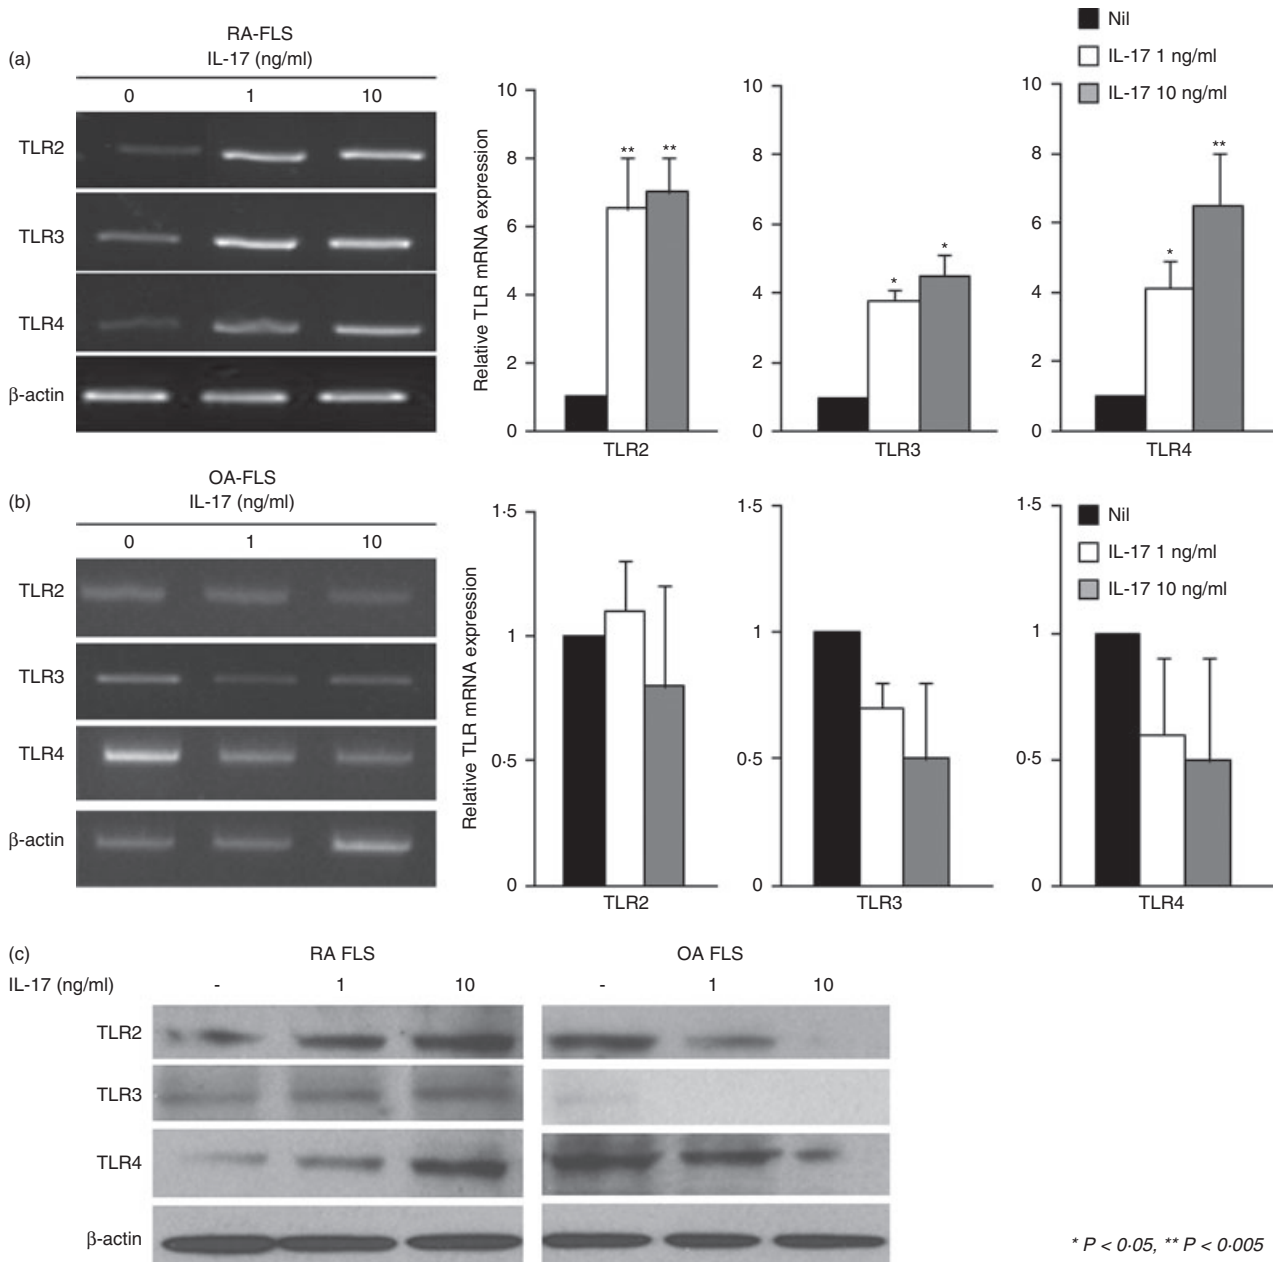 (a)
RA-FLS
IL-17 (ng/ml)
0 1 10
TLR2
TLR3
TLR4
β-actin
Relative TLR mRNA expression
10
8
6
4
2
0
** **
TLR2
10
8
6
4
2
0
* *
TLR3
10
8
6
4
2
0
* **
TLR4
Nil
IL-17 1 ng/ml
IL-17 10 ng/ml
(b)
OA-FLS
IL-17 (ng/ml)
0 1 10
TLR2
TLR3
TLR4
β-actin
Relative TLR mRNA expression
1·5
1
0·5
0
TLR2
1·5
1
0·5
0
TLR3
1·5
1
0·5
0
TLR4
Nil
IL-17 1 ng/ml
IL-17 10 ng/ml
(c)
RA FLS OA FLS
IL-17 (ng/ml) - 1 10 - 1 10
TLR2
TLR3
TLR4
β-actin
* P < 0·05, ** P < 0·005